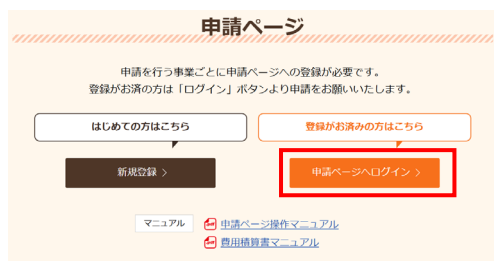 申請ページ
申請を行う事業ごとに申請ページへの登録が必要です。
登録がお済の方は「ログイン」ボタンより申請をお願いいたします。
はじめての方はこちら
登録がお済みの方はこちら
新規登録 >
申請ページへログイン >
マニュアル
申請ページ操作マニュアル
費用積算書マニュアル